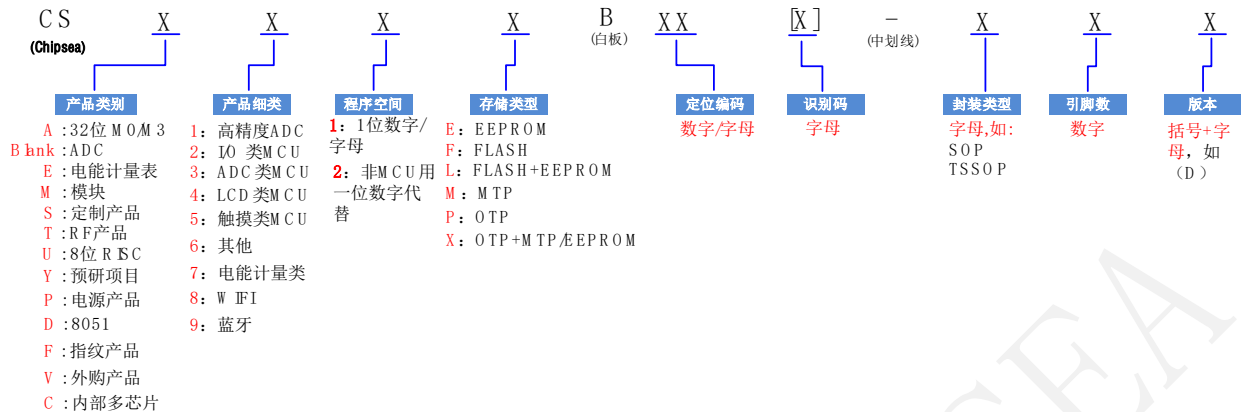 CS X X X X B XX [X] - X X X
(Chipsea) (白板) (中划线)
产品类别 产品细类 程序空间 存储类型 定位编码 识别码 封装类型 引脚数 版本
A:32位M0/M3
Blank:ADC
E:电能计量表
M:模块
S:定制产品
T:RF产品
U:8位RISC
Y:预研项目
P:电源产品
D:8051
F:指纹产品
V:外购产品
C:内部多芯片
1：高精度ADC
2：I/O 类MCU
3：ADC类MCU
4：LCD类MCU
5：触摸类MCU
6：其他
7：电能计量类
8：WIFI
9：蓝牙
1：1位数字/
字母
2：非MCU用
一位数字代
替
E：EEPROM
F：FLASH
L：FLASH+EEPROM
M：MTP
P：OTP
X：OTP+MTP/EEPROM
数字/字母
字母
字母,如:
SOP
TSSOP
数字
括号+字
母，如
（D）
SEA